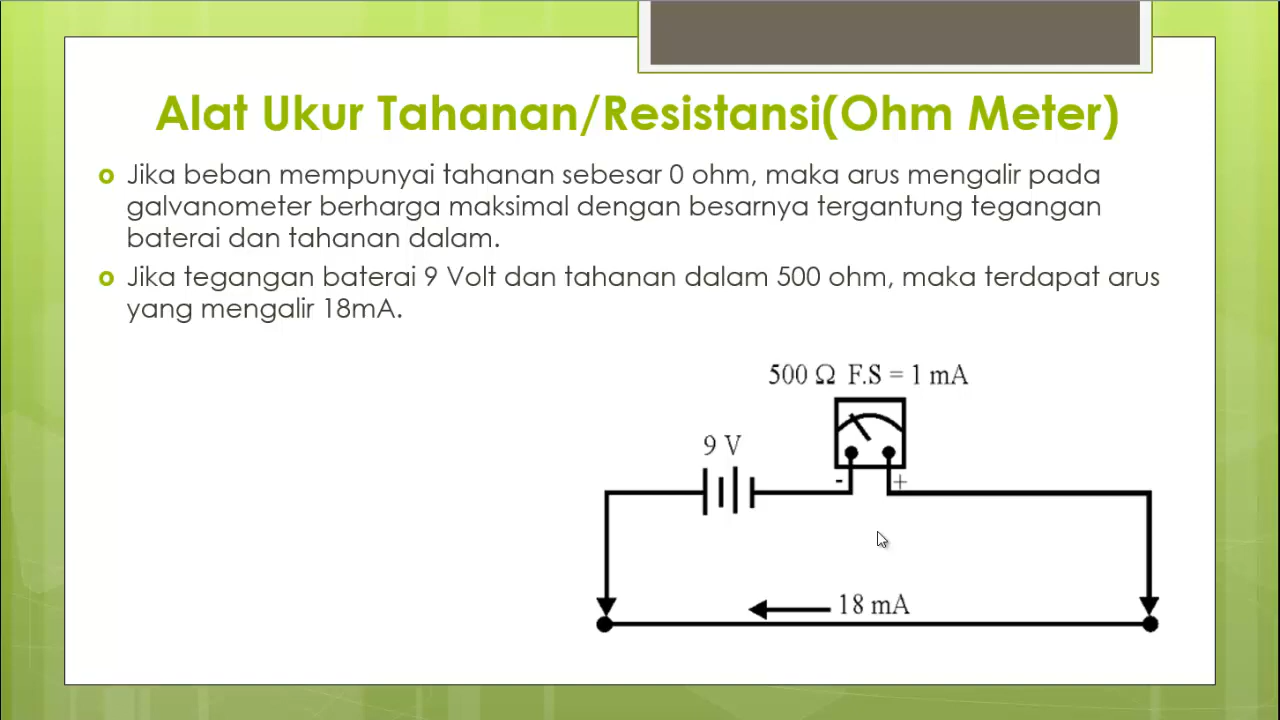 Alat Ukur Tahanan/Resistansi(Ohm Meter)
Jika beban mempunyai tahanan sebesar 0 ohm, maka arus mengalir pada
galvanometer berharga maksimal dengan besarnya tergantung tegangan
baterai dan tahanan dalam.
Jika tegangan baterai 9 Volt dan tahanan dalam 500 ohm, maka terdapat arus
yang mengalir 18mA.
500 Ω F.S = 1 mA
9 V
- +
18 mA